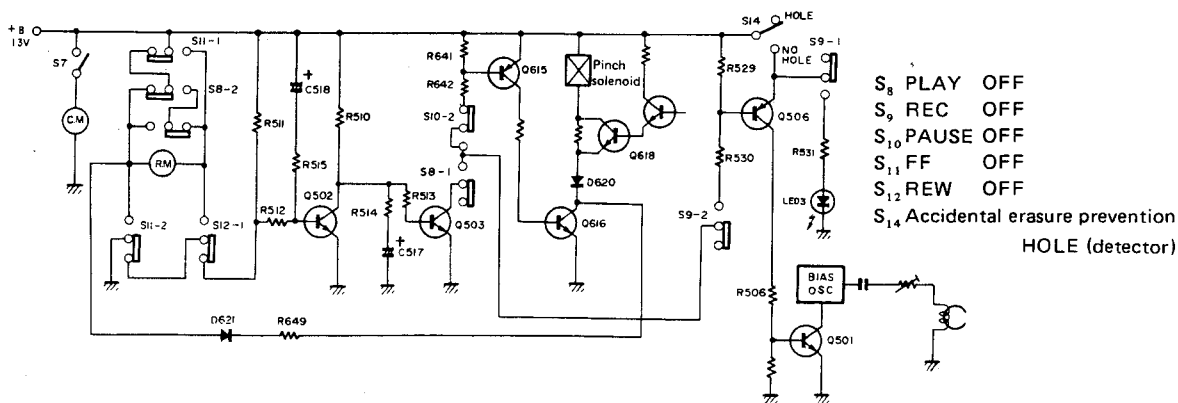 +B
13V
S7
C.M
S11-1
S8-2
R.M
S11-2
S12-1
R511
C518
R515
R512
Q502
R510
R514
R513
C517
Q503
R641
R642
S10-2
S8-1
Q615
Pinch
solenoid
Q618
D620
Q616
D621
R649
S14
HOLE
NO
HOLE
S9-1
R529
R530
Q506
S9-2
R531
LED3
R506
BIAS
OSC
Q501
S8 PLAY OFF
S9 REC OFF
S10 PAUSE OFF
S11 FF OFF
S12 REW OFF
S14 Accidental erasure prevention
HOLE (detector)